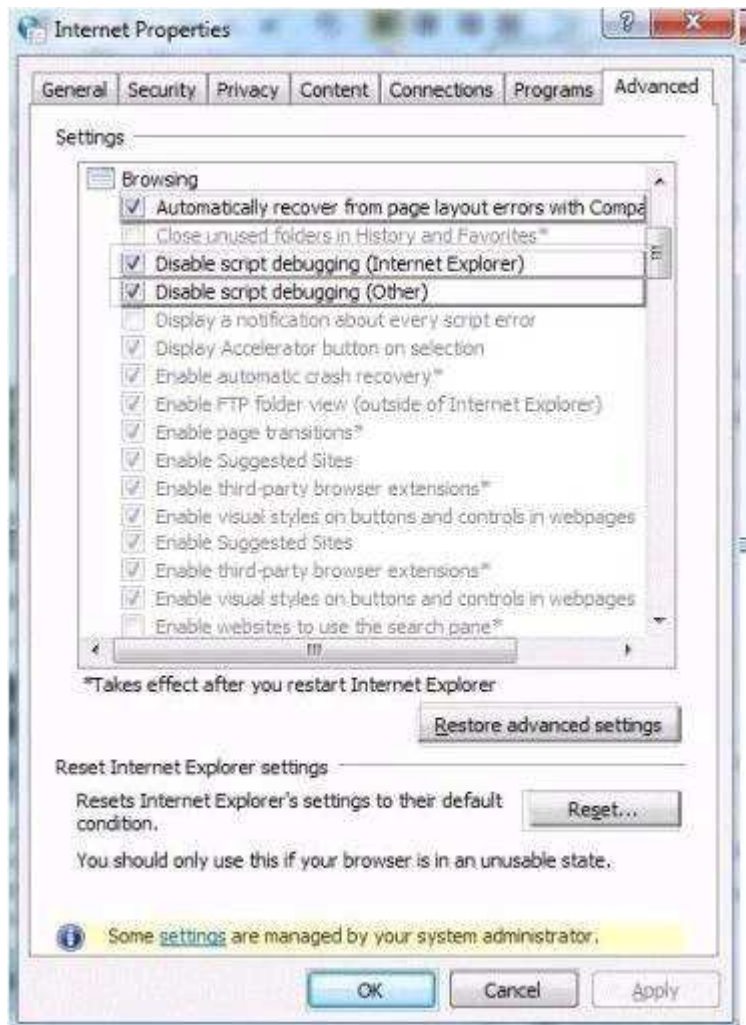 Internet Properties
General Security Privacy Content Connections Programs Advanced
Settings
Browsing
Automatically recover from page layout errors with Compa
Close unused folders in History and Favorites*
Disable script debugging (Internet Explorer)
Disable script debugging (Other)
Display a notification about every script error
Display Accelerator button on selection
Enable automatic crash recovery*
Enable FTP folder view (outside of Internet Explorer)
Enable page transitions*
Enable Suggested Sites
Enable third-party browser extensions*
Enable visual styles on buttons and controls in webpages
Enable Suggested Sites
Enable third-party browser extensions*
Enable visual styles on buttons and controls in webpages
Enable websites to use the search pane*
*Takes effect after you restart Internet Explorer
Restore advanced settings
Reset Internet Explorer settings
Resets Internet Explorer's settings to their default
condition.
Reset...
You should only use this if your browser is in an unusable state.
Some settings are managed by your system administrator.
OK Cancel Apply